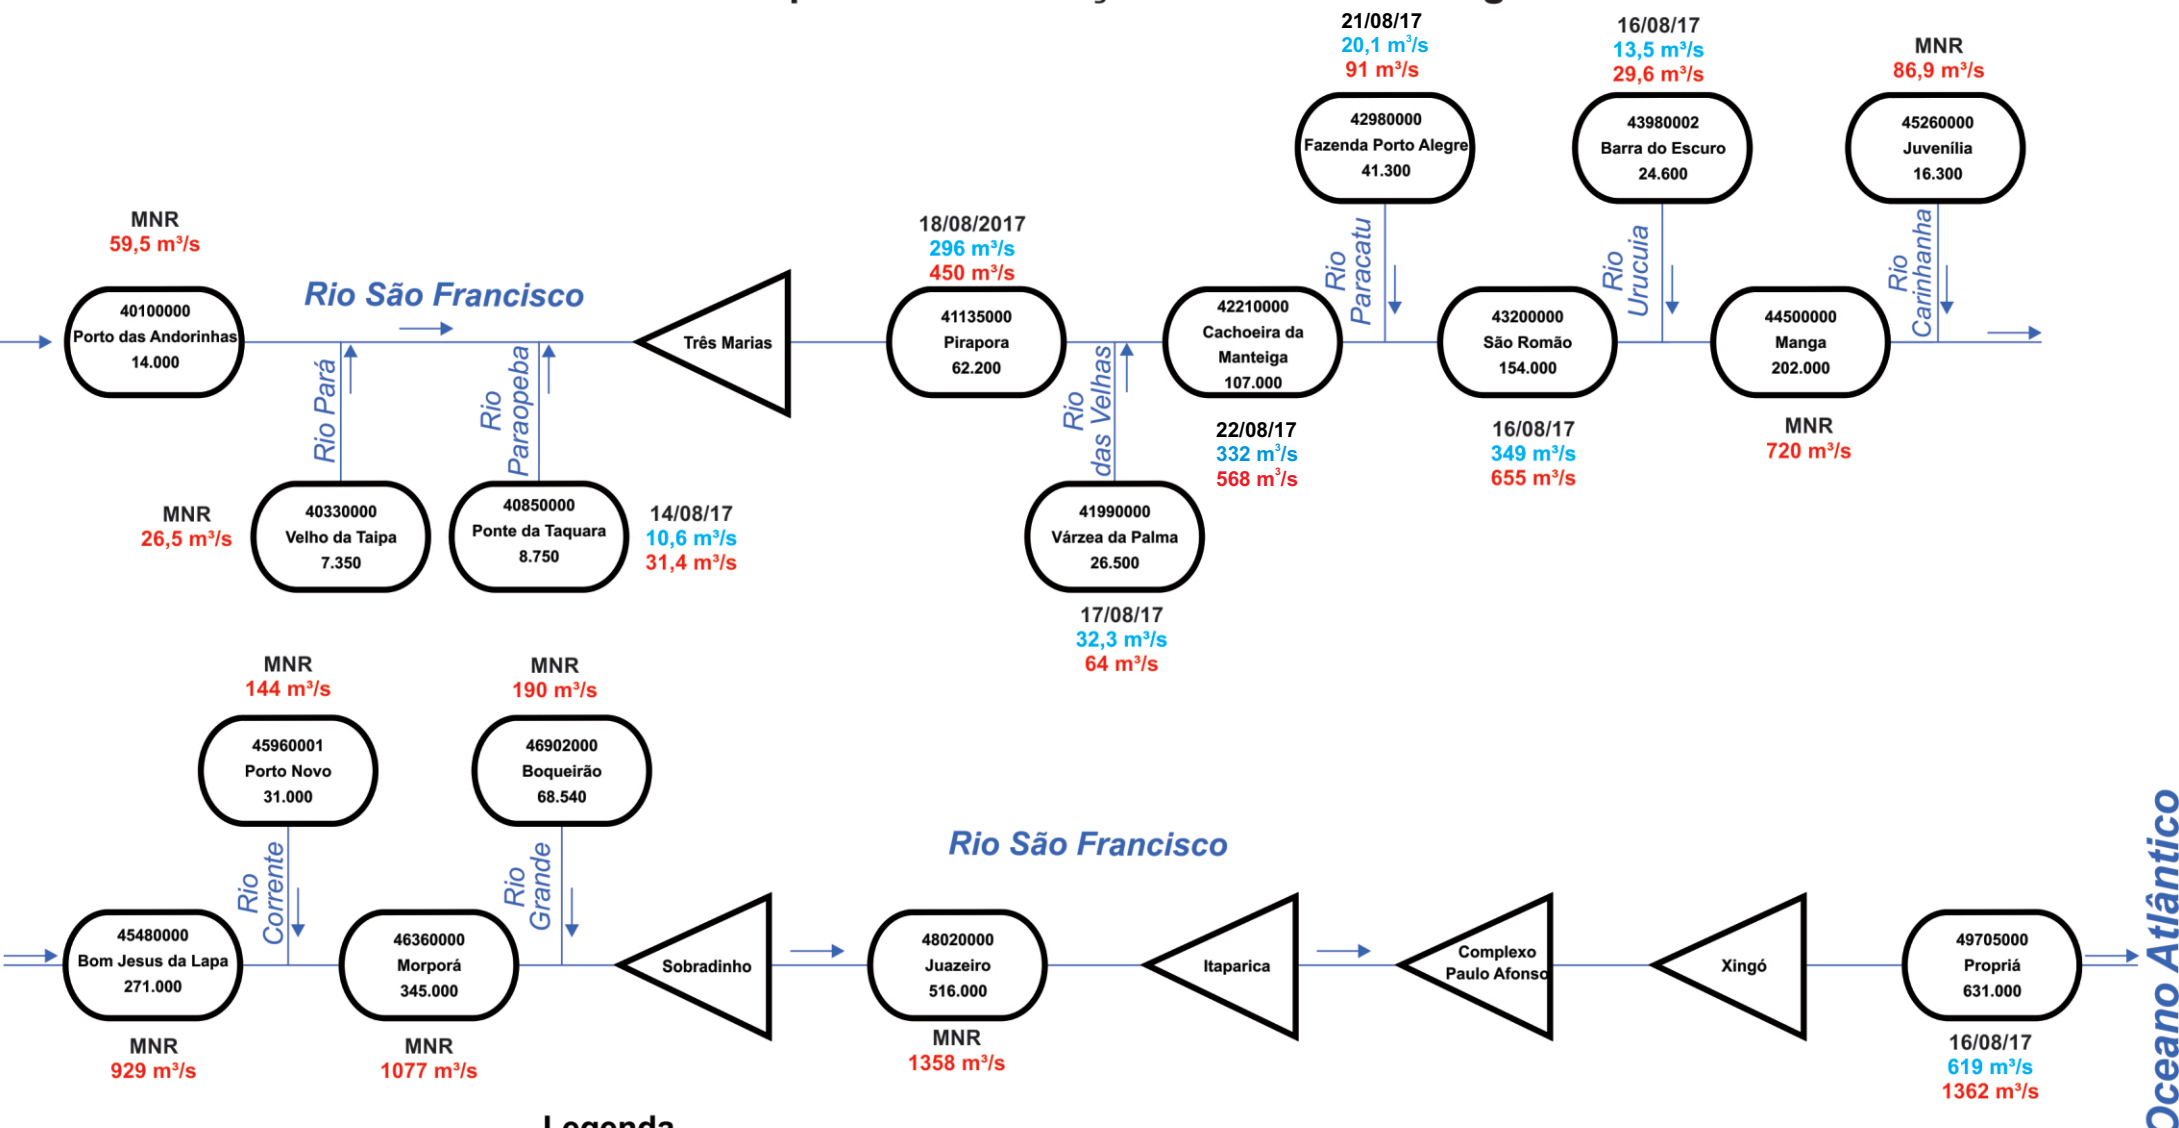 21/08/17
20,1 m³/s
91 m³/s
16/08/17
13,5 m³/s
29,6 m³/s
MNR
86,9 m³/s
42980000
Fazenda Porto Alegre
41.300
43980002
Barra do Escuro
24.600
45260000
Juvenília
16.300
MNR
59,5 m³/s
18/08/2017
296 m³/s
450 m³/s
Rio
Paracatu
Rio
Urucuia
Rio
Carinhanha
Rio São Francisco
40100000
Porto das Andorinhas
14.000
Três Marias
41135000
Pirapora
62.200
42210000
Cachoeira da
Manteiga
107.000
43200000
São Romão
154.000
44500000
Manga
202.000
Rio Pará
Rio
Paraopeba
Rio
das Velhas
22/08/17
332 m³/s
568 m³/s
16/08/17
349 m³/s
655 m³/s
MNR
720 m³/s
MNR
26,5 m³/s
40330000
Velho da Taipa
7.350
40850000
Ponte da Taquara
8.750
14/08/17
10,6 m³/s
31,4 m³/s
41990000
Várzea da Palma
26.500
17/08/17
32,3 m³/s
64 m³/s
MNR
144 m³/s
MNR
190 m³/s
45960001
Porto Novo
31.000
46902000
Boqueirão
68.540
Rio
Corrente
Rio
Grande
Rio São Francisco
45480000
Bom Jesus da Lapa
271.000
46360000
Morporá
345.000
Sobradinho
48020000
Juazeiro
516.000
Itaparica
Complexo
Paulo Afonso
Xingó
49705000
Propriá
631.000
Oceano Atlântico
MNR
929 m³/s
MNR
1077 m³/s
MNR
1358 m³/s
16/08/17
619 m³/s
1362 m³/s
Legenda